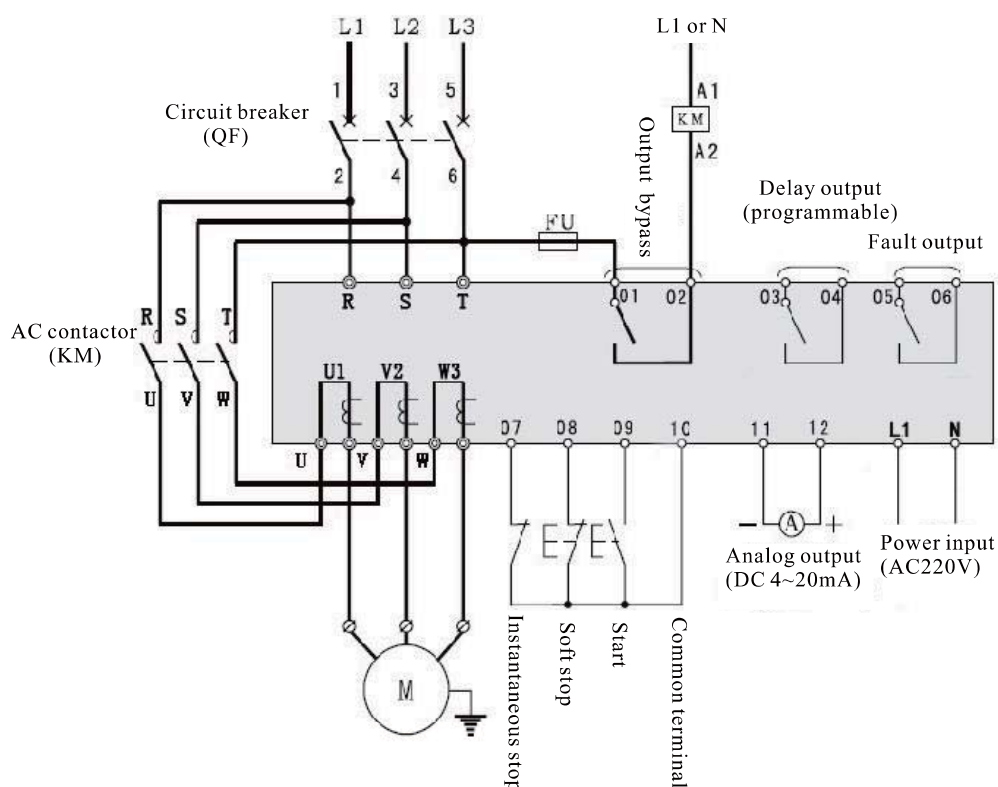 L1 L2 L3
L1 or N
1 3 5
A1
Circuit breaker
(QF)
KM
A2
Output bypass
2 4 6
Delay output
(programmable)
FU
Fault output
R S T
01 02 03 04 05 06
R S T
AC contactor
(KM)
U V W
U1 V2 W3
07 08 09 10 11 12 L1 N
U V W
A
- +
Analog output
(DC 4~20mA)
Power input
(AC220V)
Instantaneous stop
Soft stop
Start
Common terminal
M